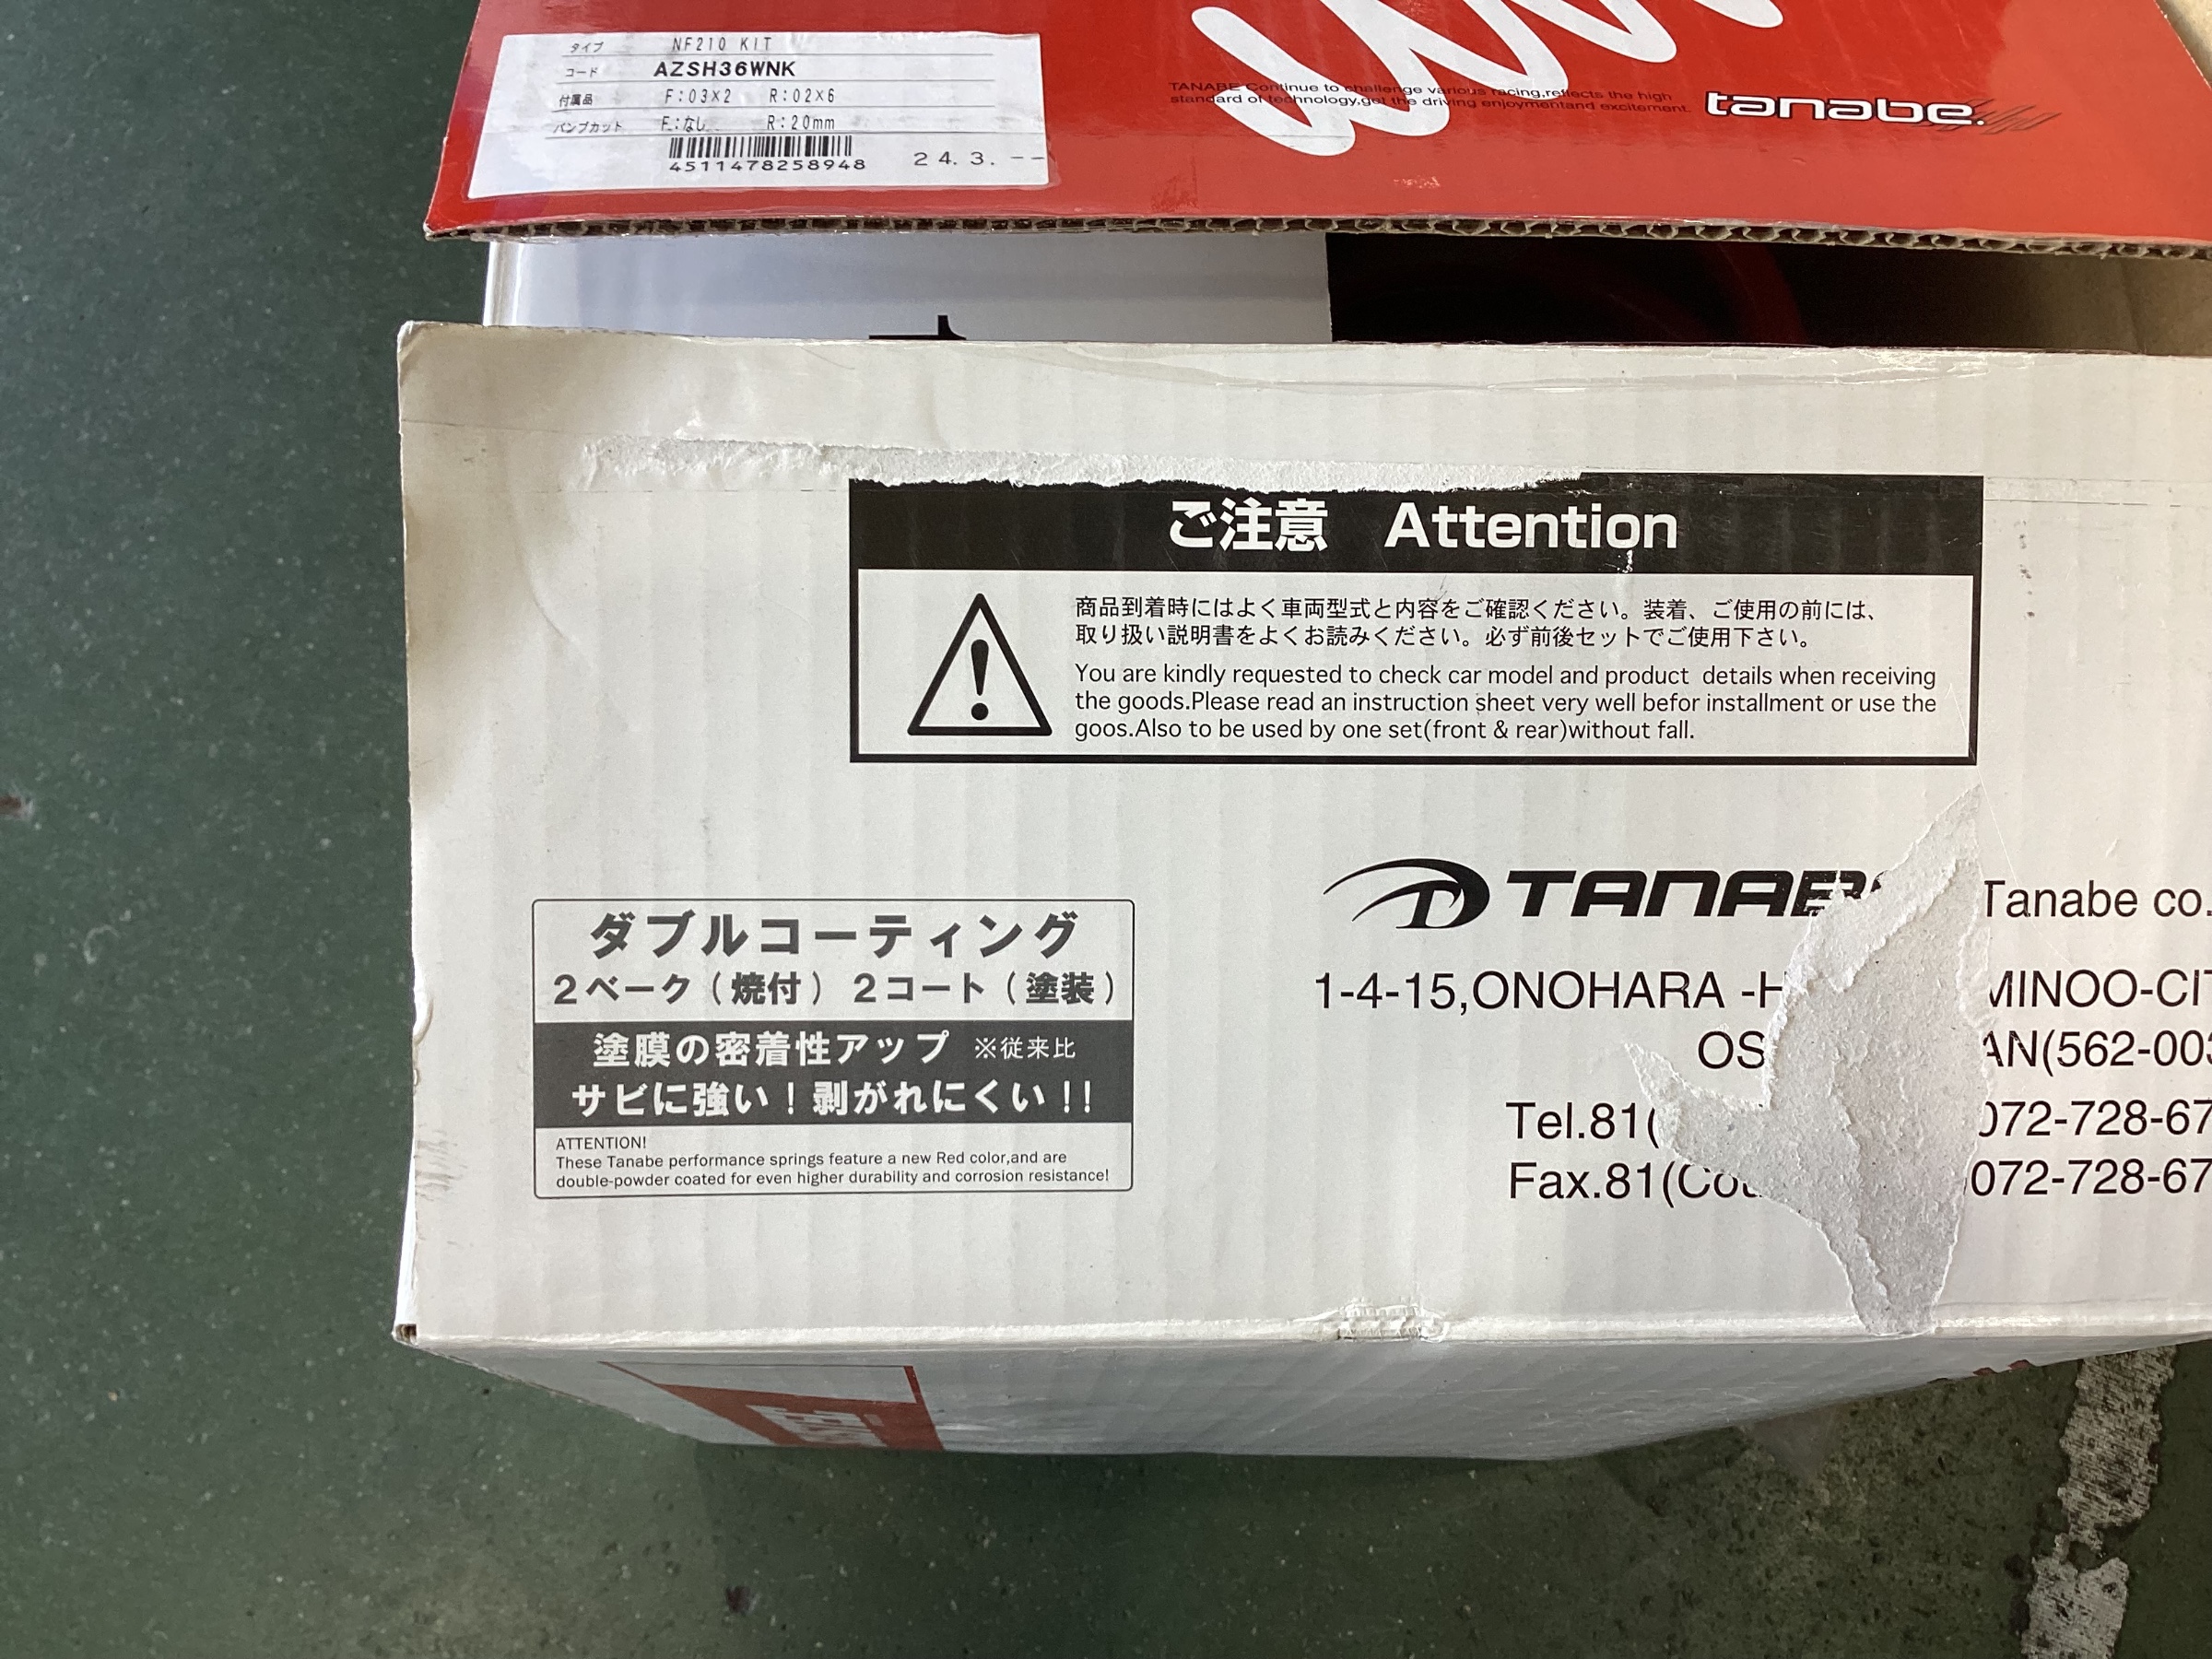 タイプ NF210 KIT
コード AZSH36WNK
付属品 F:03×2 R:02×6
バンプカット F:なし R:20mm
4511478258948 24.3.--
TANABE Continue to challenge various racing,reflects the high
standard of technology,get the driving enjoymentand excitement.
tanabe.
ご注意 Attention
商品到着時にはよく車両型式と内容をご確認ください。装着、ご使用の前には、
取り扱い説明書をよくお読みください。必ず前後セットでご使用下さい。
You are kindly requested to check car model and product details when receiving
the goods.Please read an instruction sheet very well befor installment or use the
goos.Also to be used by one set(front & rear)without fall.
TANAB Tanabe co.
1-4-15,ONOHARA -H MINOO-CI
OS AN(562-00
Tel.81( 072-728-67
Fax.81(Cou 072-728-67
ダブルコーティング
2ベーク(焼付) 2コート(塗装)
塗膜の密着性アップ ※従来比
サビに強い!剥がれにくい!!
ATTENTION!
These Tanabe performance springs feature a new Red color,and are
double-powder coated for even higher durability and corrosion resistance!